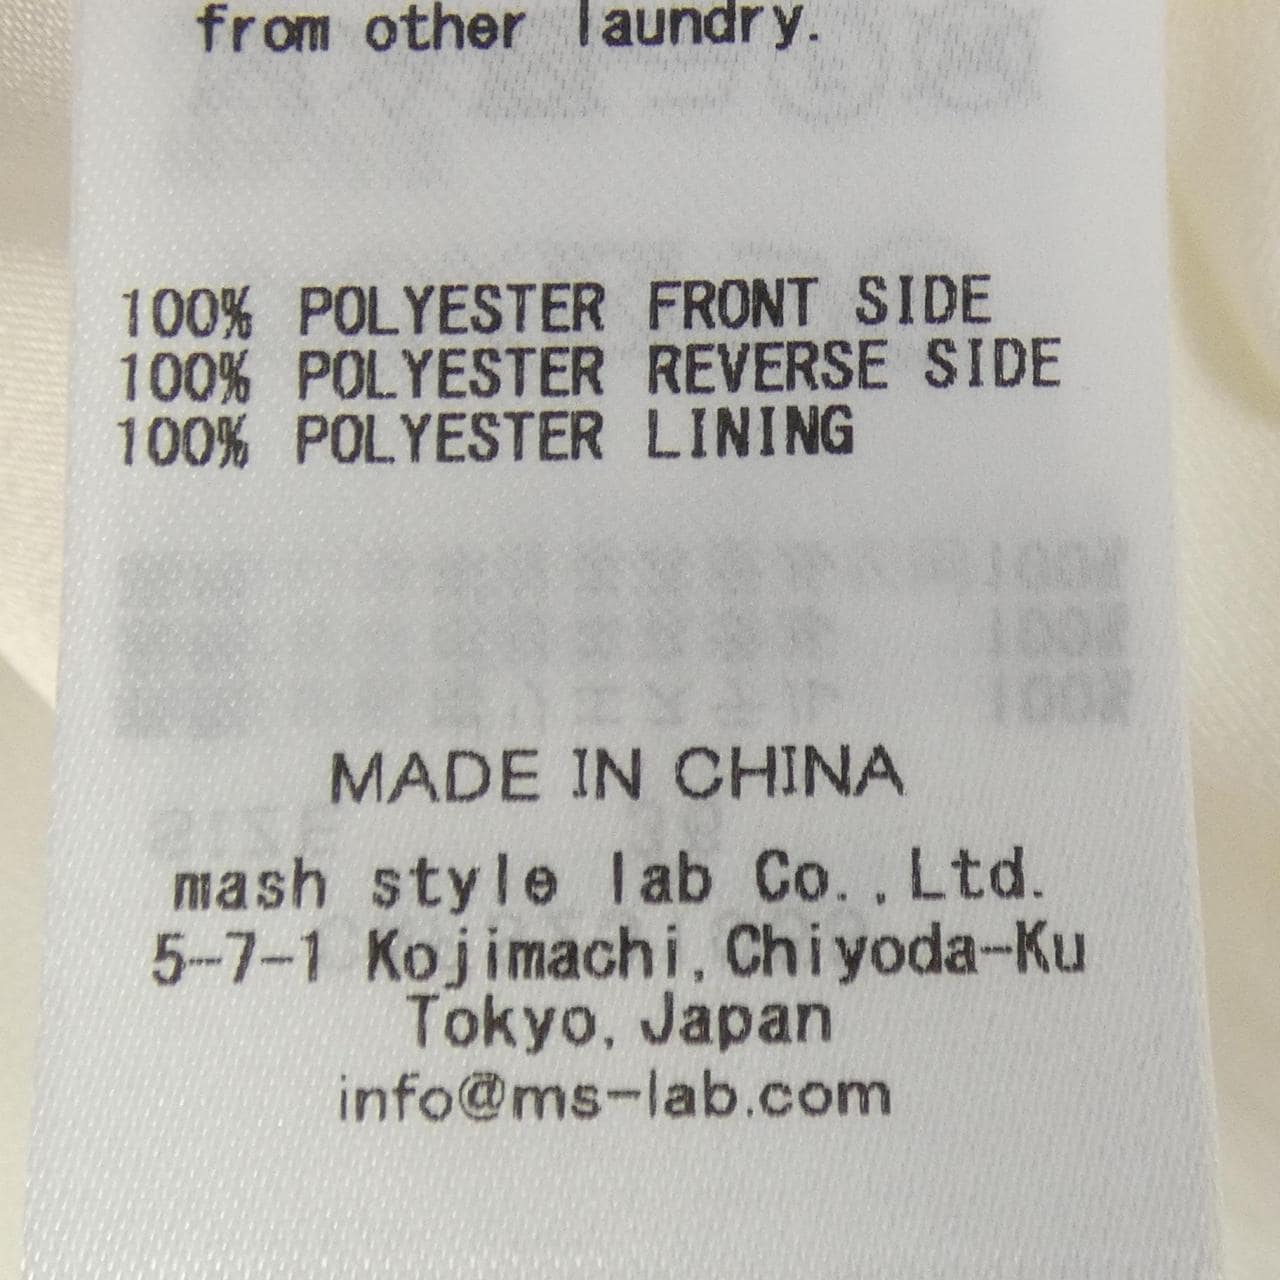 from other laundry.
100% POLYESTER FRONT SIDE
100% POLYESTER REVERSE SIDE
100% POLYESTER LINING
MADE IN CHINA
mash style lab Co.,Ltd.
5-7-1 Kojimachi,Chiyoda-Ku
Tokyo,Japan
info@ms-lab.com